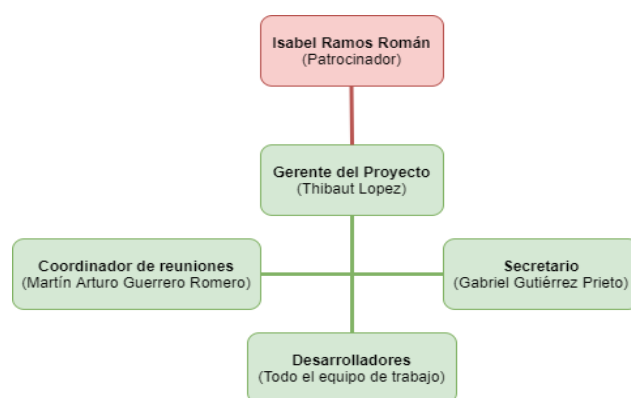 Isabel Ramos Román
(Patrocinador)
Gerente del Proyecto
(Thibaut Lopez)
Coordinador de reuniones
(Martín Arturo Guerrero Romero)
Secretario
(Gabriel Gutiérrez Prieto)
Desarrolladores
(Todo el equipo de trabajo)